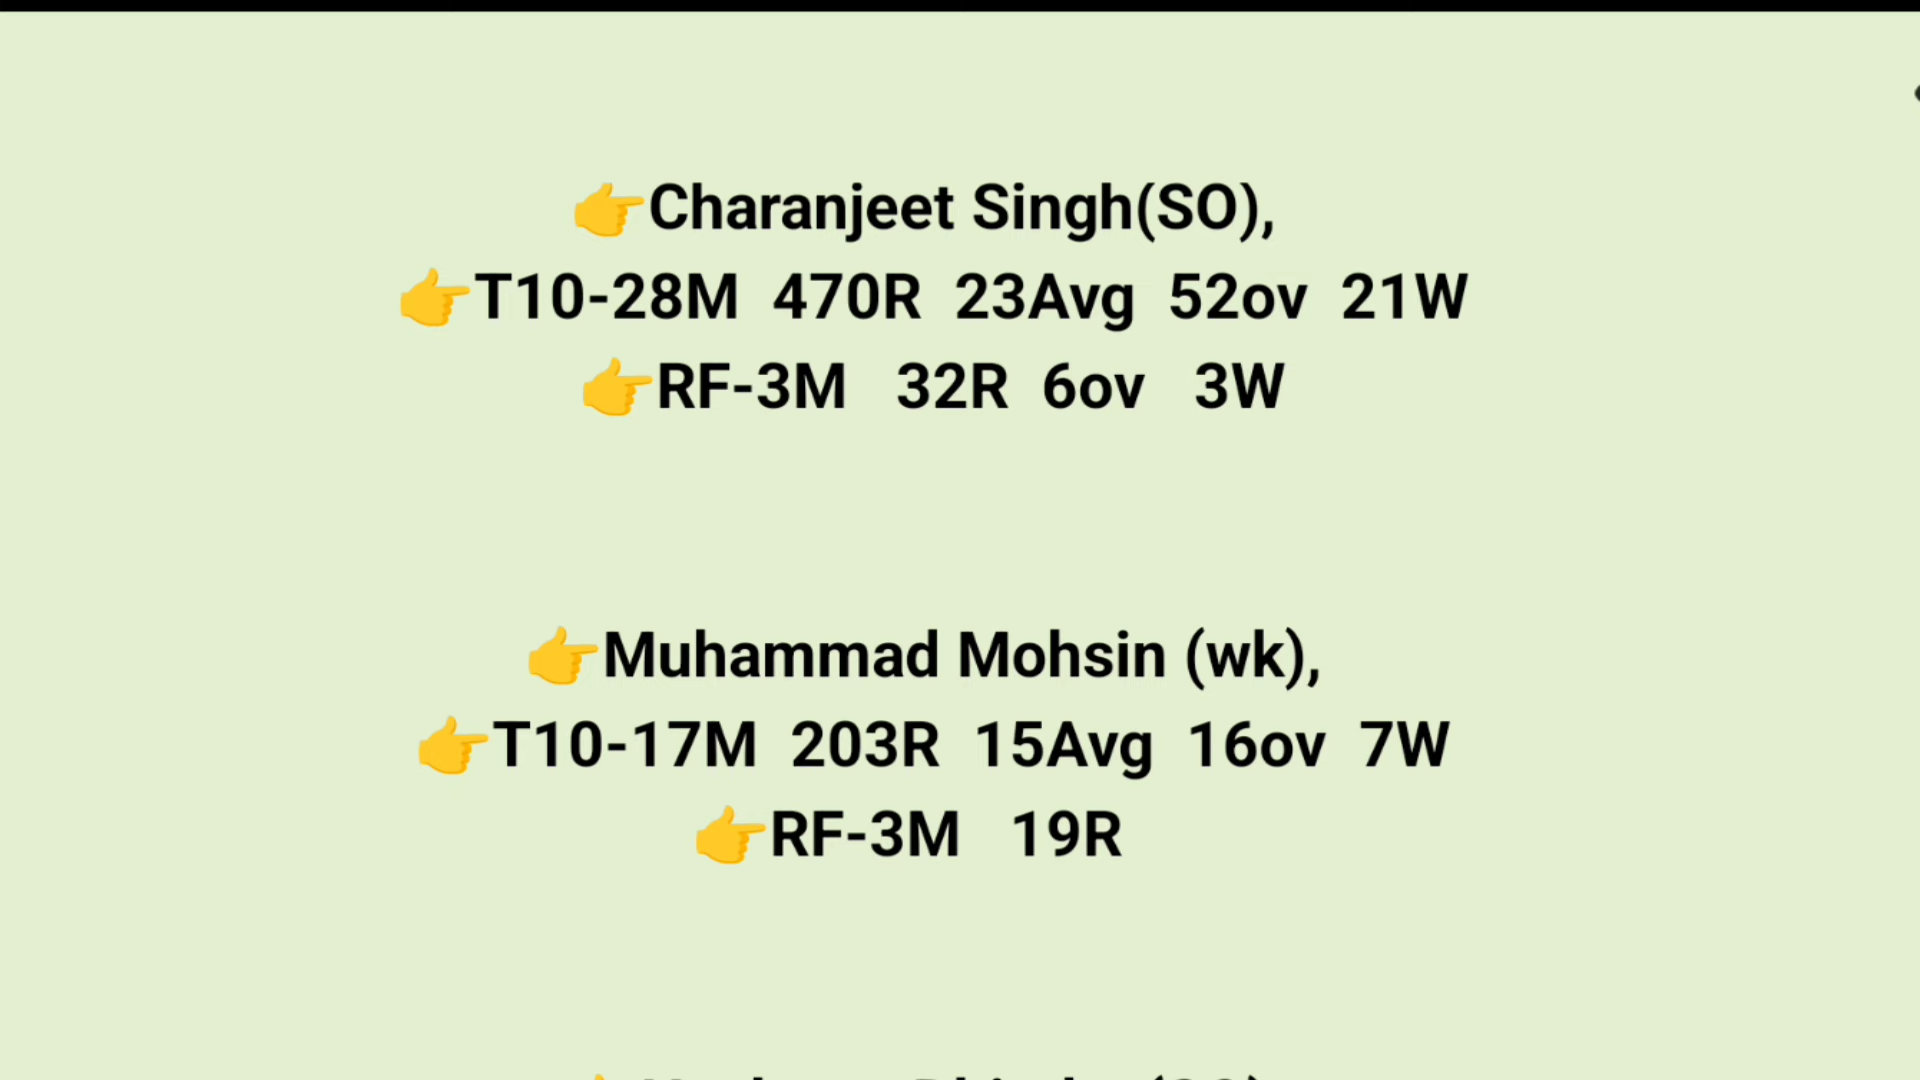 👉Charanjeet Singh(SO),
👉T10-28M 470R 23Avg 52ov 21W
👉RF-3M 32R 6ov 3W
👉Muhammad Mohsin (wk),
👉T10-17M 203R 15Avg 16ov 7W
👉RF-3M 19R